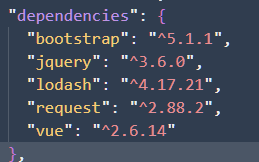 "dependencies": {
"bootstrap": "^5.1.1",
"jquery": "^3.6.0",
"lodash": "^4.17.21",
"request": "^2.88.2",
"vue": "^2.6.14"
},